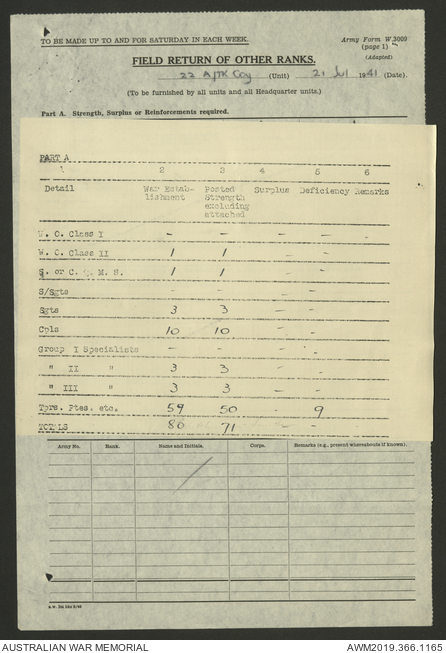 TO BE MADE UP TO AND FOR SATURDAY IN EACH WEEK.
Army Form W.3009
(page 1)
(Adapted)
FIELD RETURN OF OTHER RANKS.
22 A/TK Coy (Unit) 21 Jul 1941 (Date).
(To be furnished by all units and all Headquarter units.)
Part A. Strength, Surplus or Reinforcements required.
PART A
1 2 3 4 5 6
Detail War Estab- Posted Surplus Deficiency Remarks
lishment Strength
excluding
attached
W. O. Class I - - - -
W. O. Class II 1 1 - -
S. or C. Q. M. S. 1 1 - -
S/Sgts - - - -
Sgts 3 3 - -
Cpls 10 10 - -
Group I Specialists - - - -
" II " 3 3 - -
" III " 3 3 - -
Tprs. Ptes. etc. 59 50 - 9
TOTALS 80 71
Army No. Rank. Name and Initials. Corps. Remarks (e.g., present whereabouts if known).
AUSTRALIAN WAR MEMORIAL
AWM2019.366.1165